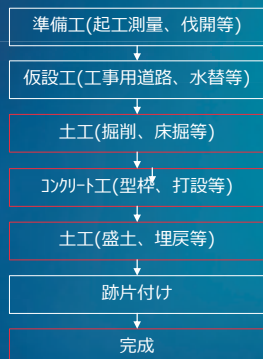 準備工(起工測量、伐開等)
仮設工(工事用道路、水替等)
土工(掘削、床掘等)
ｺﾝｸﾘｰﾄ工(型枠、打設等)
土工(盛土、埋戻等)
跡片付け
完成